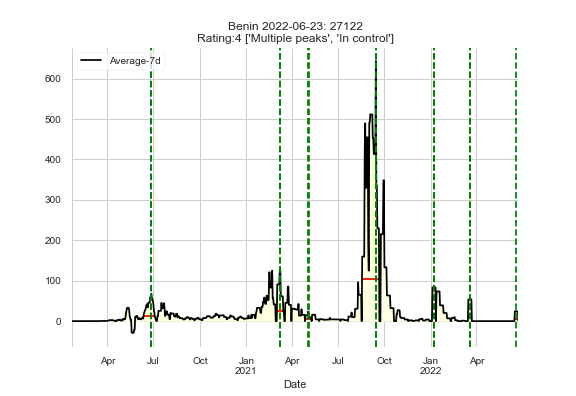 Benin 2022-06-23: 27122
Rating:4 ['Multiple peaks', 'In control']
Average-7d
600
500
400
300
200
100
0
Apr Jul Oct Jan Apr Jul Oct Jan Apr
2021 2022
Date